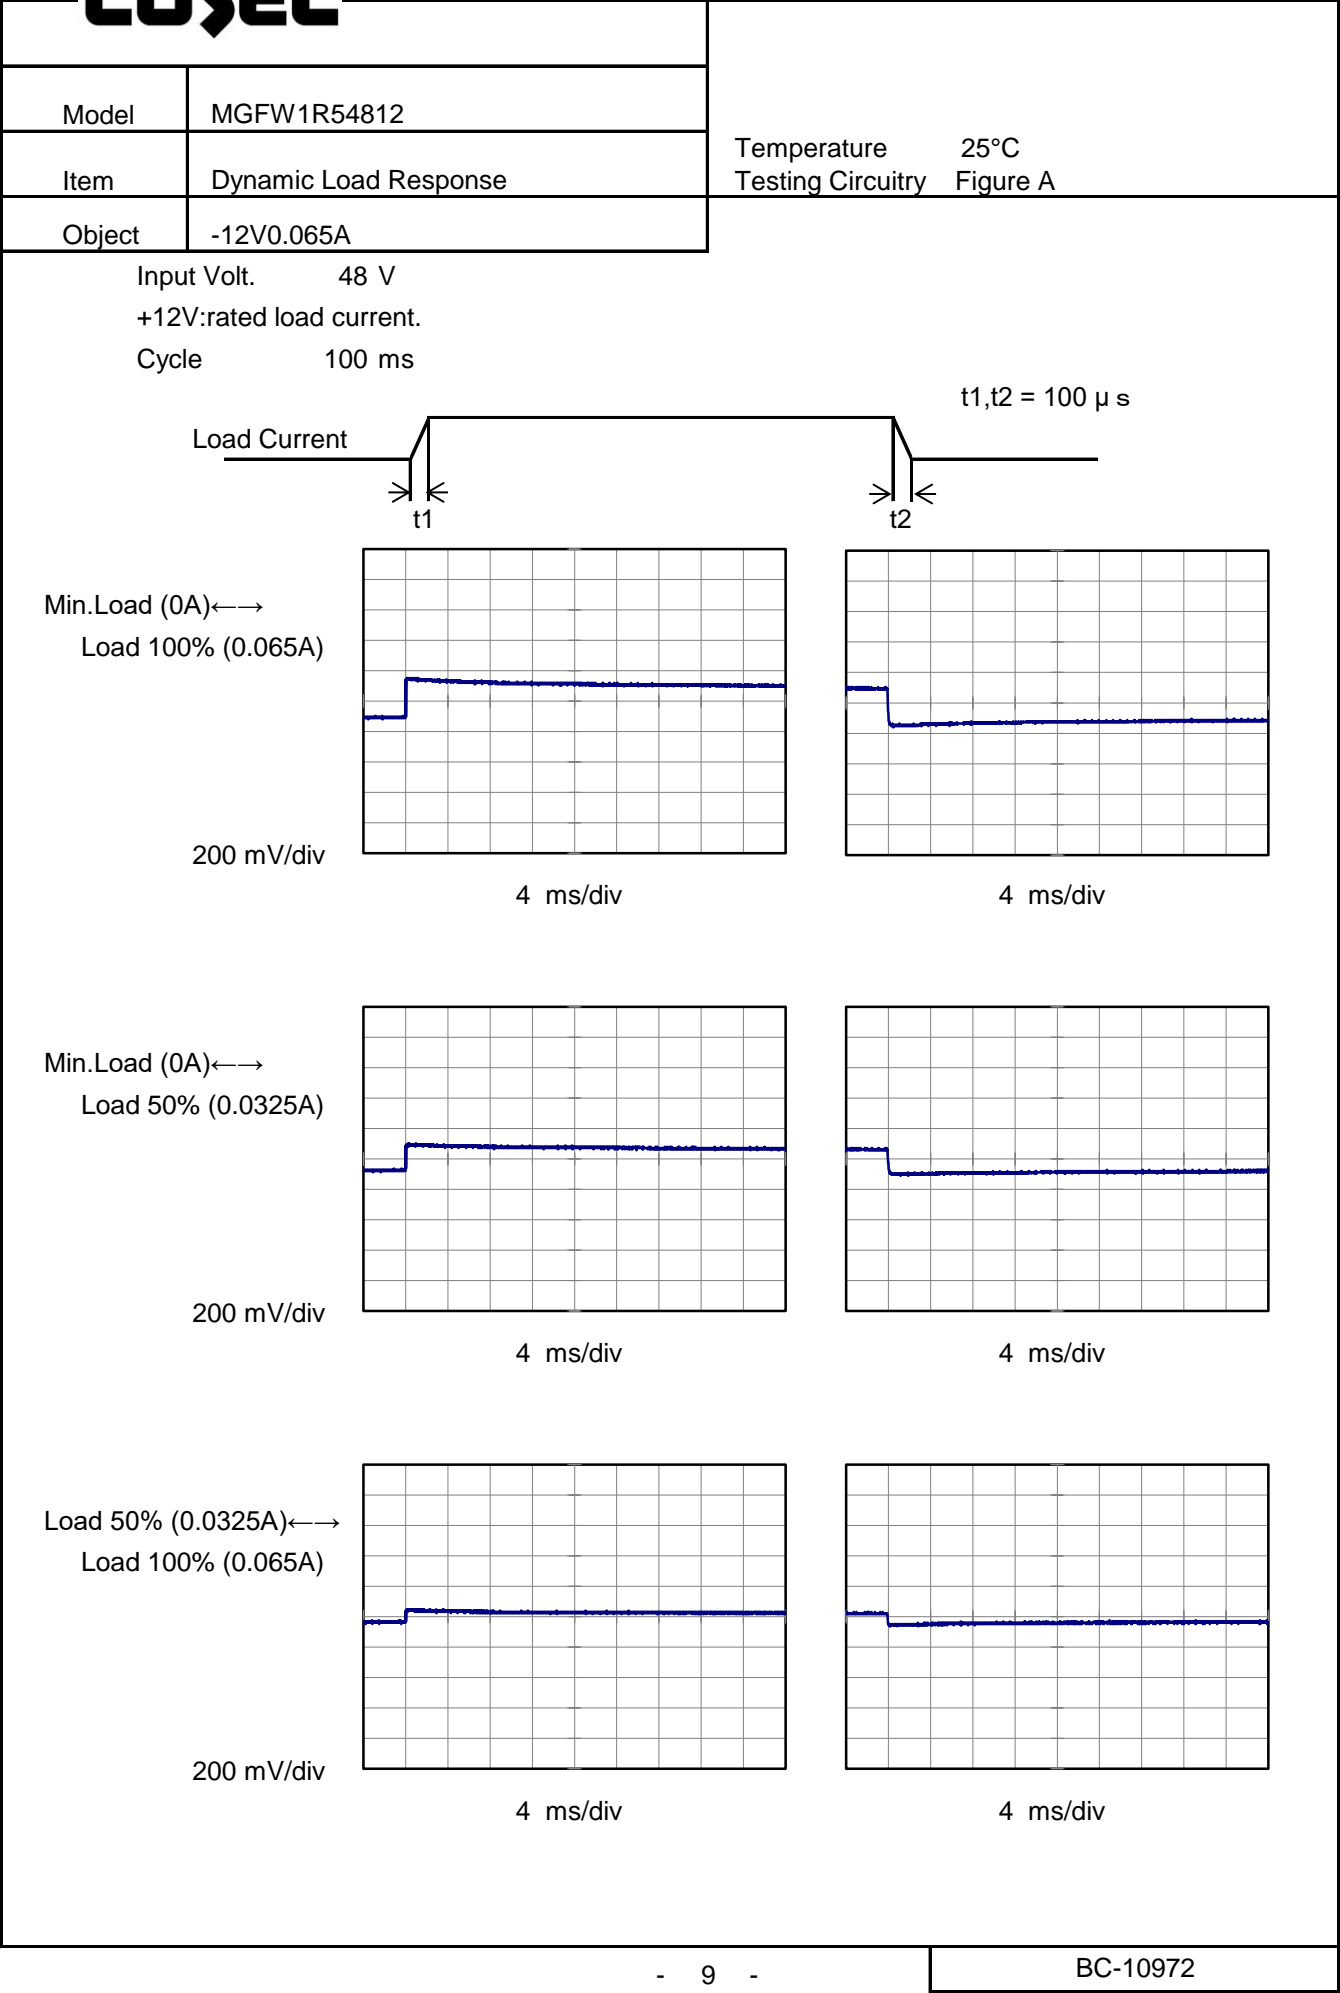 COSEL
Model MGFW1R54812
Item Dynamic Load Response
Object -12V0.065A
Temperature 25°C
Testing Circuitry Figure A
Input Volt. 48 V
+12V:rated load current.
Cycle 100 ms
t1,t2 = 100 μ s
Load Current
t1 t2
Min.Load (0A)←→
Load 100% (0.065A)
200 mV/div
4 ms/div 4 ms/div
Min.Load (0A)←→
Load 50% (0.0325A)
200 mV/div
4 ms/div 4 ms/div
Load 50% (0.0325A)←→
Load 100% (0.065A)
200 mV/div
4 ms/div 4 ms/div
- 9 -
BC-10972